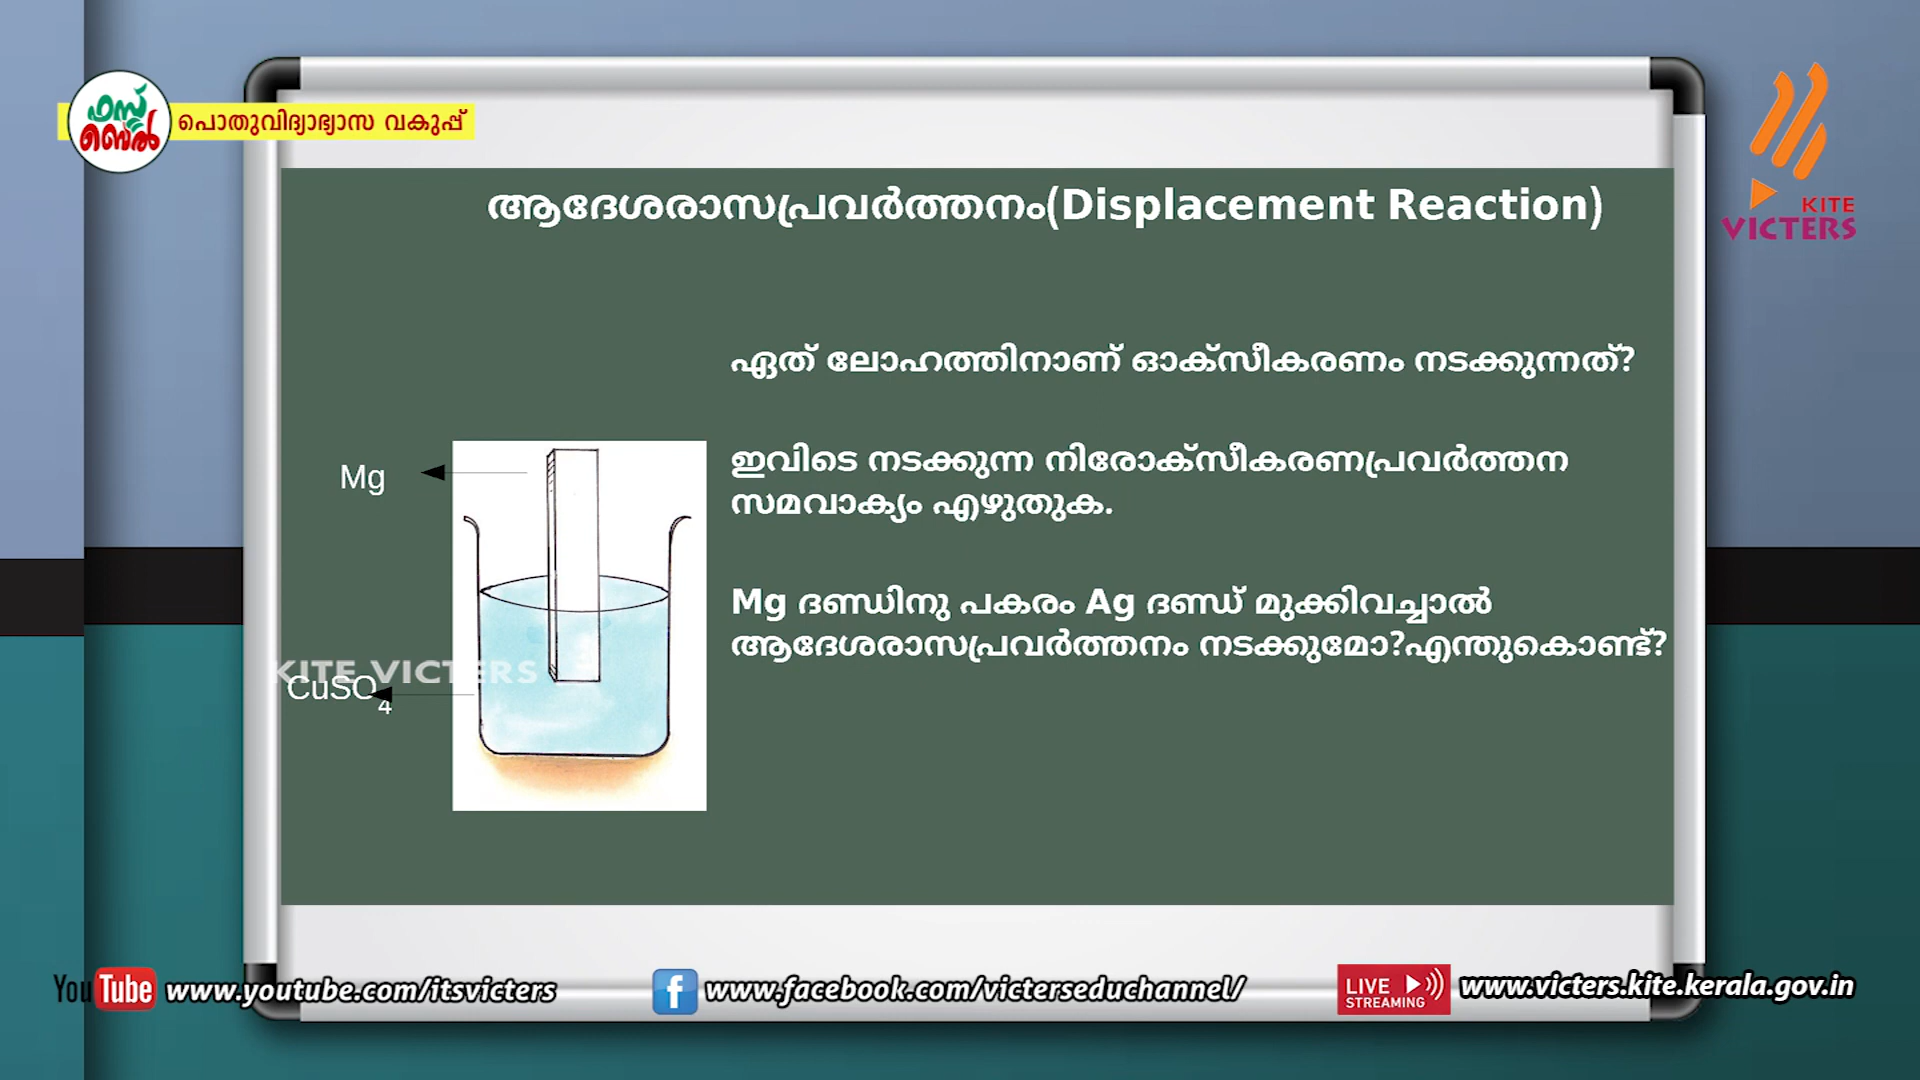 ഫസ്റ്റ്
ബെൽ
പൊതുവിദ്യാഭ്യാസ വകുപ്പ്
KITE
VICTERS
ആദേശരാസപ്രവർത്തനം(Displacement Reaction)
ഏത് ലോഹത്തിനാണ് ഓക്സീകരണം നടക്കുന്നത്?
Mg
ഇവിടെ നടക്കുന്ന നിരോക്സീകരണപ്രവർത്തന
സമവാക്യം എഴുതുക.
Mg ദണ്ഡിനു പകരം Ag ദണ്ഡ് മുക്കിവച്ചാൽ
ആദേശരാസപ്രവർത്തനം നടക്കുമോ?എന്തുകൊണ്ട്?
KITE VICTERS
CuSO4
YouTube www.youtube.com/itsvicters
f www.facebook.com/victerseduchannel/
LIVE STREAMING www.victers.kite.kerala.gov.in